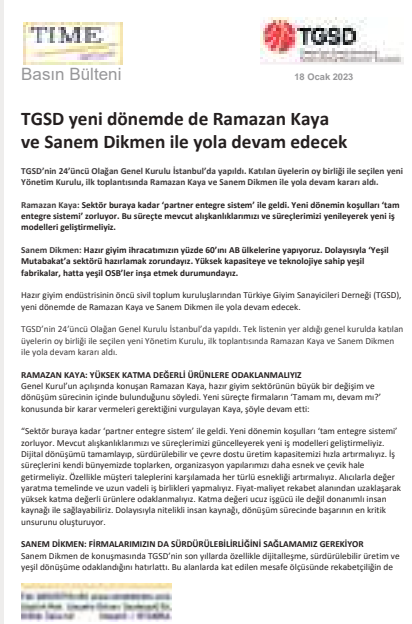 TIME
TGSD
Basın Bülteni
18 Ocak 2023
TGSD yeni dönemde de Ramazan Kaya
ve Sanem Dikmen ile yola devam edecek
TGSD’nin 24’üncü Olağan Genel Kurulu İstanbul’da yapıldı. Katılan üyelerin oy birliği ile seçilen yeni
Yönetim Kurulu, ilk toplantısında Ramazan Kaya ve Sanem Dikmen ile yola devam kararı aldı.
Ramazan Kaya: Sektör buraya kadar ‘partner entegre sistem’ ile geldi. Yeni dönemin koşulları ‘tam
entegre sistemi’ zorluyor. Bu süreçte mevcut alışkanlıklarımızı ve süreçlerimizi yenileyerek yeni iş
modelleri geliştirmeliyiz.
Sanem Dikmen: Hazır giyim ihracatımızın yüzde 60’ını AB ülkelerine yapıyoruz. Dolayısıyla ‘Yeşil
Mutabakat’a sektörü hazırlamak zorundayız. Yüksek kapasiteye ve teknolojiye sahip yeşil
fabrikalar, hatta yeşil OSB’ler inşa etmek durumundayız.
Hazır giyim endüstrisinin öncü sivil toplum kuruluşlarından Türkiye Giyim Sanayicileri Derneği (TGSD),
yeni dönemde de Ramazan Kaya ve Sanem Dikmen ile yola devam edecek.
TGSD’nin 24’üncü Olağan Genel Kurulu İstanbul’da yapıldı. Tek listenin yer aldığı genel kurulda katılan
üyelerin oy birliği ile seçilen yeni Yönetim Kurulu, ilk toplantısında Ramazan Kaya ve Sanem Dikmen
ile yola devam kararı aldı.
RAMAZAN KAYA: YÜKSEK KATMA DEĞERLİ ÜRÜNLERE ODAKLANMALIYIZ
Genel Kurul’un açılışında konuşan Ramazan Kaya, hazır giyim sektörünün büyük bir değişim ve
dönüşüm sürecinin içinde bulunduğunu söyledi. Yeni süreçte firmaların ‘Tamam mı, devam mı?’
konusunda bir karar vermeleri gerektiğini vurgulayan Kaya, şöyle devam etti:
“Sektör buraya kadar ‘partner entegre sistem’ ile geldi. Yeni dönemin koşulları ‘tam entegre sistemi’
zorluyor. Mevcut alışkanlıklarımızı ve süreçlerimizi güncelleyerek yeni iş modelleri geliştirmeliyiz.
Dijital dönüşümü tamamlayıp, sürdürülebilir ve çevre dostu üretim kapasitemizi hızla artırmalıyız. İş
süreçlerini kendi bünyemizde toplarken, organizasyon yapılarımızı daha esnek ve çevik hale
getirmeliyiz. Özellikle müşteri taleplerini karşılamada her türlü esnekliği artırmalıyız. Alıcılarla değer
yaratma temelinde ve uzun vadeli iş birlikleri yapmalıyız. Fiyat-maliyet rekabet alanından uzaklaşarak
yüksek katma değerli ürünlere odaklanmalıyız. Katma değeri ucuz işgücü ile değil donanımlı insan
kaynağı ile sağlayabiliriz. Dolayısıyla nitelikli insan kaynağı, dönüşüm sürecinde başarının en kritik
unsurunu oluşturuyor.
SANEM DİKMEN: FİRMALARIMIZIN DA SÜRDÜREBİLİRLİĞİNİ SAĞLAMAMIZ GEREKİYOR
Sanem Dikmen de konuşmasında TGSD’nin son yıllarda özellikle dijitalleşme, sürdürülebilir üretim ve
yeşil dönüşüme odaklandığını hatırlattı. Bu alanlarda kat edilen mesafe ölçüsünde rekabetçiliğin de